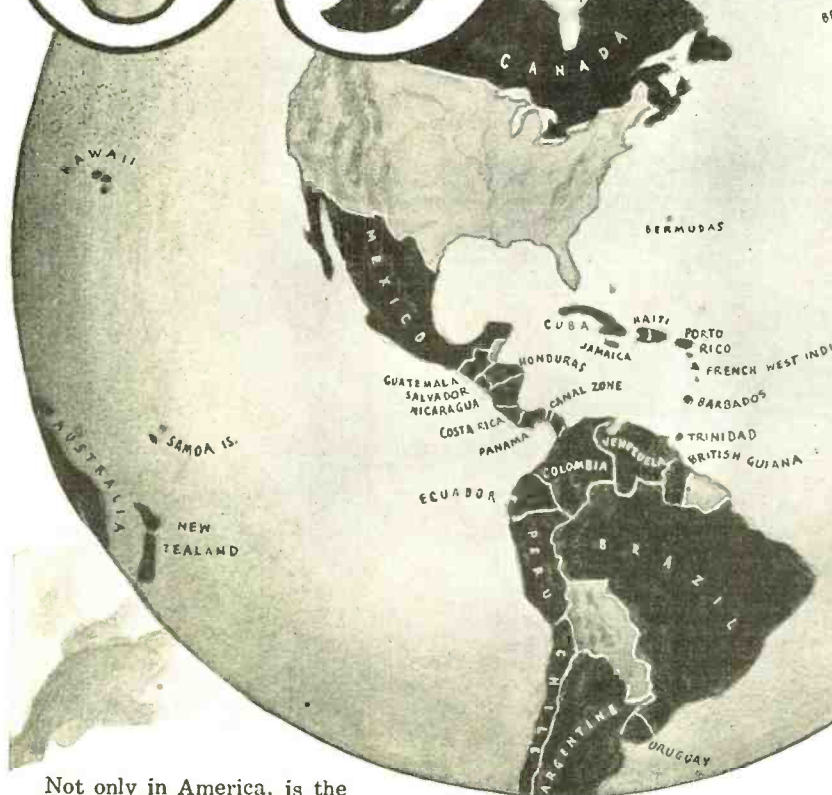 CANADA
HAWAII
BERMUDAS
MEXICO
CUBA
HAITI
PORTO
RICO
JAMAICA
FRENCH WEST
HONDURAS
GUATEMALA
SALVADOR
NICARAGUA
CANAL ZONE
BARBADOS
COSTA RICA
PANAMA
TRINIDAD
VENEZUELA
BRITISH GUIANA
COLOMBIA
AUSTRALIA
SAMOA IS.
ECUADOR
NEW
ZEALAND
PERU
BRAZIL
CHILE
ARGENTINE
URUGUAY
Not only in America, is the